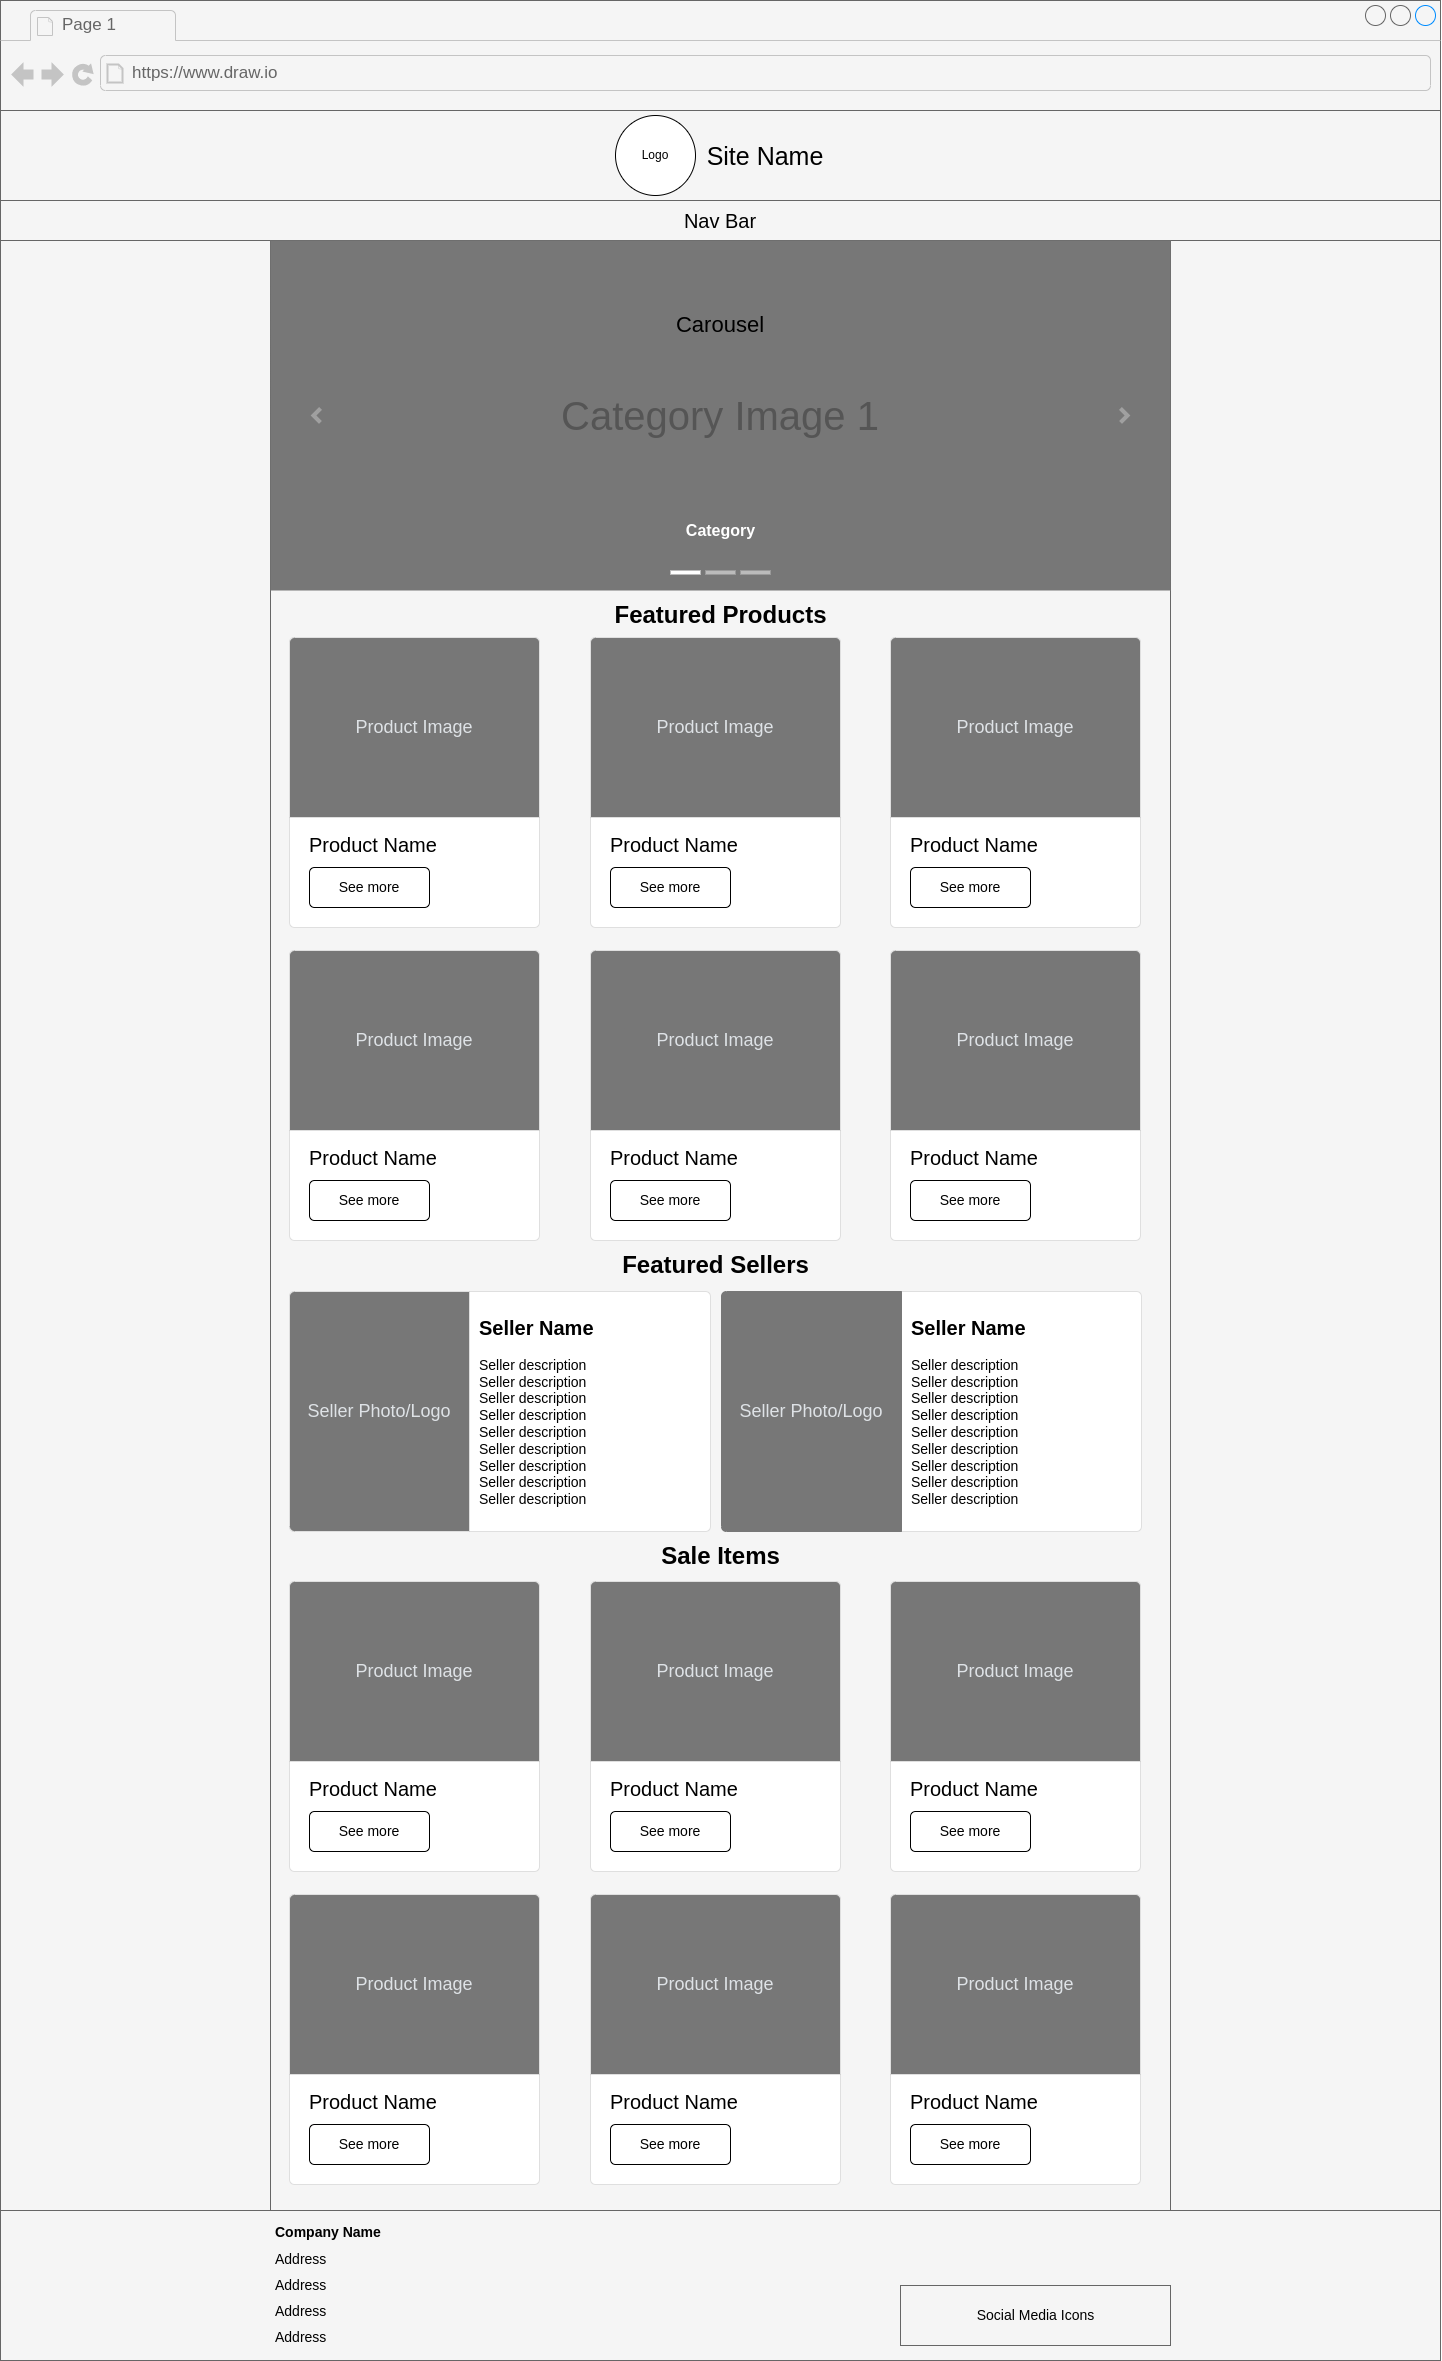 Page 1
https://www.draw.io
Logo
Site Name
Nav Bar
Carousel
Category Image 1
Category
Featured Products
Product Image
Product Image
Product Image
Product Name
Product Name
Product Name
See more
See more
See more
Product Image
Product Image
Product Image
Product Name
Product Name
Product Name
See more
See more
See more
Featured Sellers
Seller Photo/Logo
Seller Name
Seller description
Seller description
Seller description
Seller description
Seller description
Seller description
Seller description
Seller description
Seller description
Seller Photo/Logo
Seller Name
Seller description
Seller description
Seller description
Seller description
Seller description
Seller description
Seller description
Seller description
Seller description
Sale Items
Product Image
Product Image
Product Image
Product Name
Product Name
Product Name
See more
See more
See more
Product Image
Product Image
Product Image
Product Name
Product Name
Product Name
See more
See more
See more
Company Name
Address
Address
Address
Address
Social Media Icons